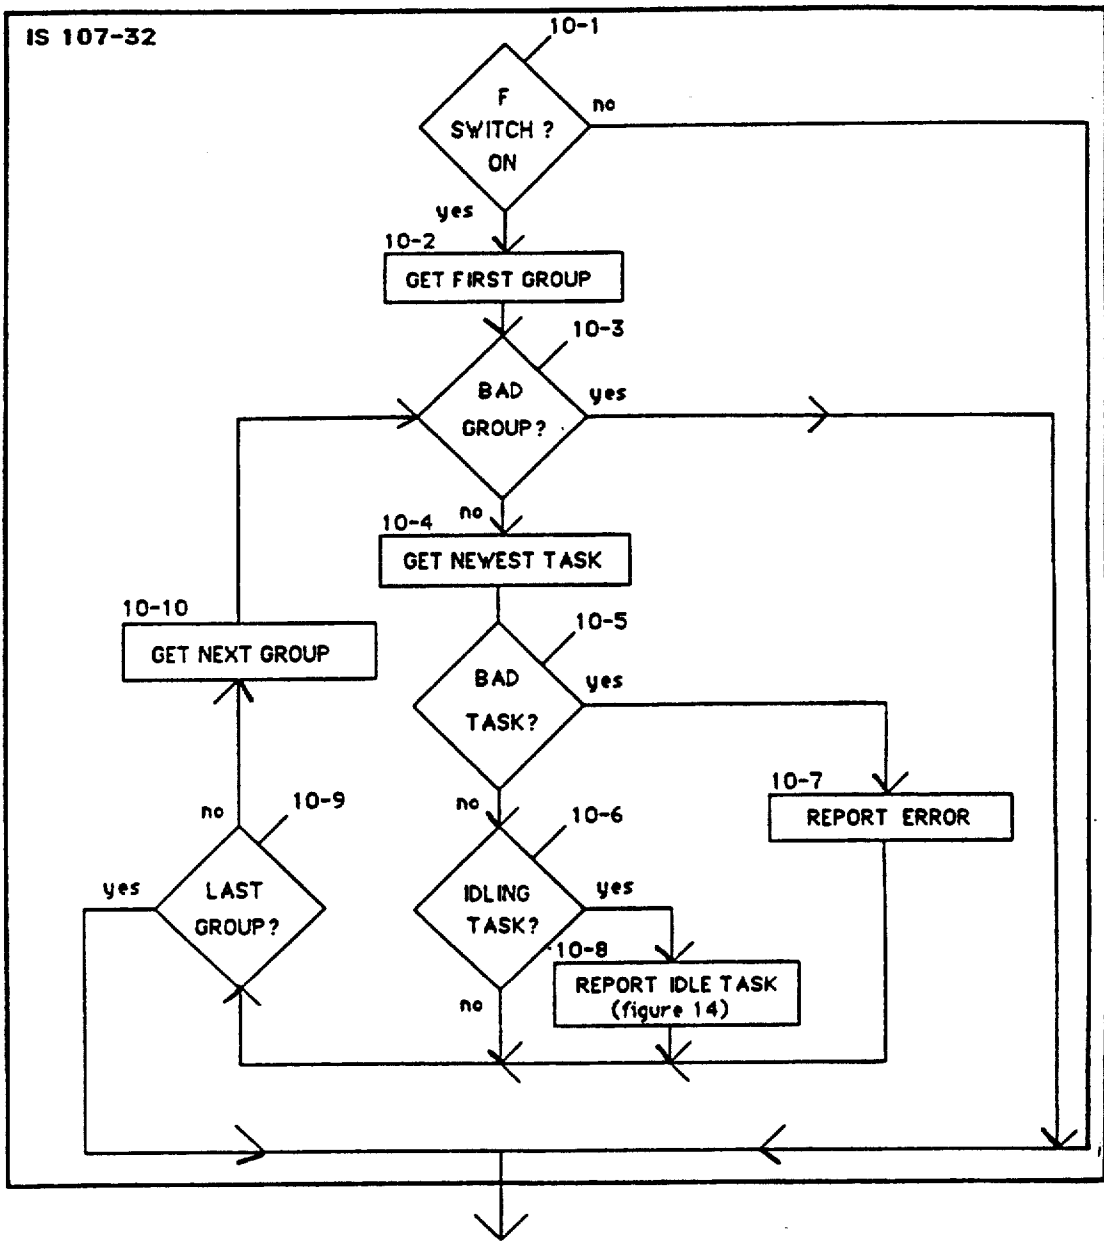 IS 107-32
10-1
F
SWITCH ?
ON
no
yes
10-2
GET FIRST GROUP
10-3
BAD
GROUP?
yes
no
10-4
GET NEWEST TASK
10-10
GET NEXT GROUP
10-5
BAD
TASK?
yes
no
10-7
REPORT ERROR
no
10-9
LAST
GROUP?
yes
10-6
IDLING
TASK?
yes
no
10-8
REPORT IDLE TASK
(figure 14)